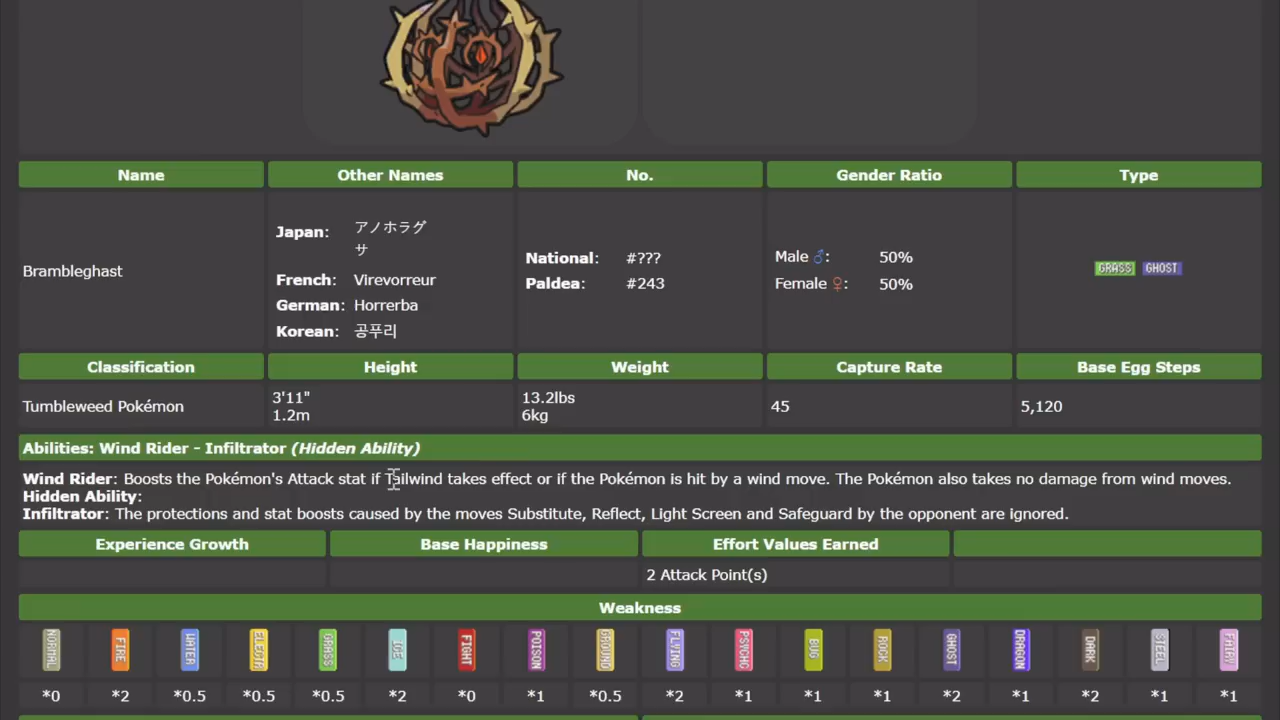 Name Other Names No. Gender Ratio Type
Brambleghast
Japan: アノホラグ
サ
French: Virevorreur
German: Horrerba
Korean: 공푸리
National: #???
Paldea: #243
Male ♂: 50%
Female ♀: 50%
GRASS GHOST
Classification Height Weight Capture Rate Base Egg Steps
Tumbleweed Pokémon
3'11"
1.2m
13.2lbs
6kg
45
5,120
Abilities: Wind Rider - Infiltrator (Hidden Ability)
Wind Rider: Boosts the Pokémon's Attack stat if Tailwind takes effect or if the Pokémon is hit by a wind move. The Pokémon also takes no damage from wind moves.
Hidden Ability:
Infiltrator: The protections and stat boosts caused by the moves Substitute, Reflect, Light Screen and Safeguard by the opponent are ignored.
Experience Growth Base Happiness Effort Values Earned
2 Attack Point(s)
Weakness
NORMAL FIRE WATER ELECTR GRASS ICE FIGHT POISON GROUND FLYING PSYCHC BUG ROCK GHOST DRAGON DARK STEEL FAIRY
*0 *2 *0.5 *0.5 *0.5 *2 *0 *1 *0.5 *2 *1 *1 *1 *2 *1 *2 *1 *1